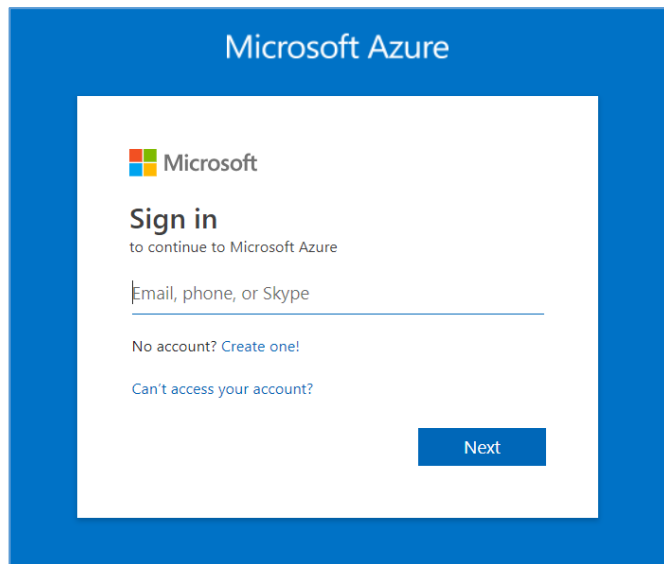 Microsoft Azure
Microsoft
Sign in
to continue to Microsoft Azure
Email, phone, or Skype
No account? Create one!
Can't access your account?
Next